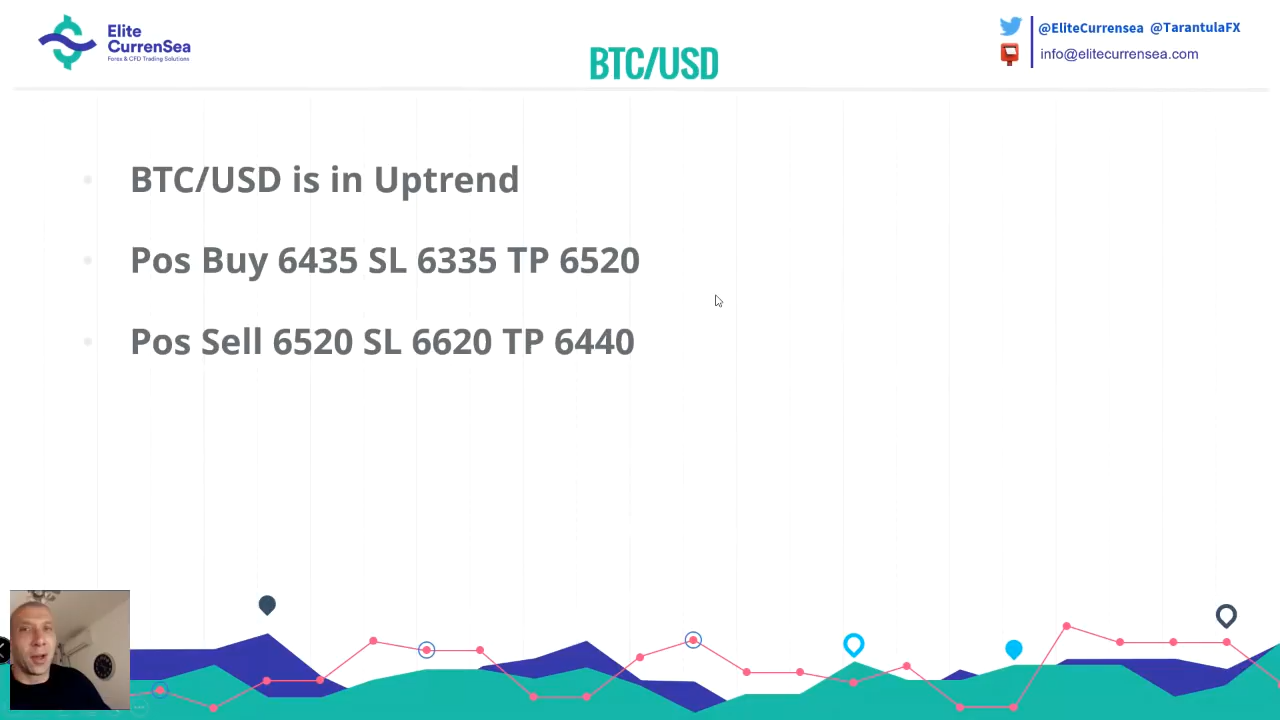 Elite
CurrenSea
Forex & CFD Trading Solutions
BTC/USD
@EliteCurrensea @TarantulaFX
info@elitecurrensea.com
BTC/USD is in Uptrend
Pos Buy 6435 SL 6335 TP 6520
Pos Sell 6520 SL 6620 TP 6440